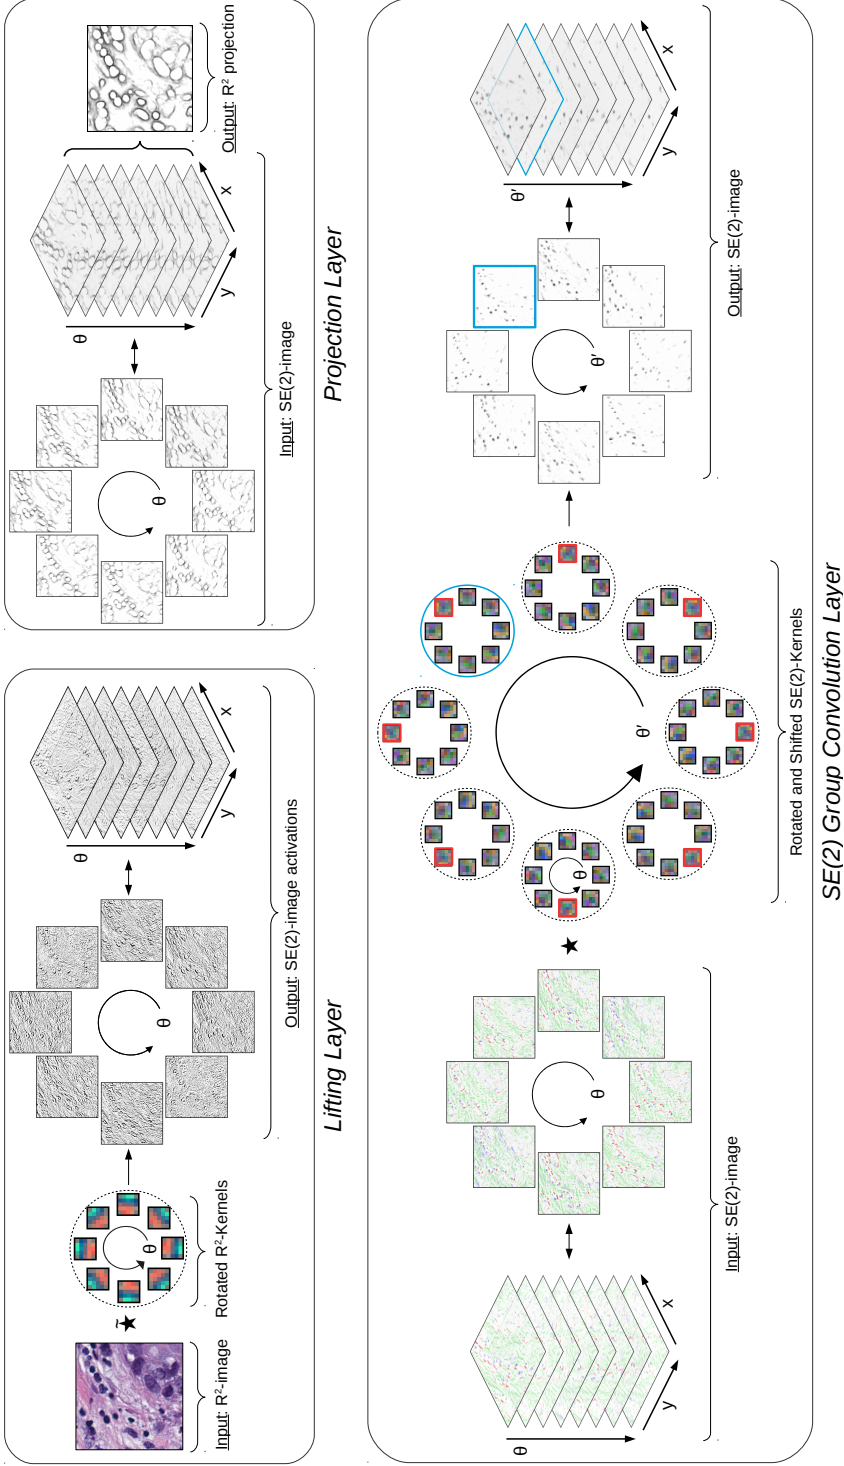 Input: R²-image
★̃
Rotated R²-Kernels
θ
θ
θ
y
x
Output: SE(2)-image activations
Lifting Layer
θ
θ
y
x
Input: SE(2)-image
Output: R² projection
Projection Layer
θ
y
x
θ
Input: SE(2)-image
★
θ
θ′
Rotated and Shifted SE(2)-Kernels
θ′
θ′
y
x
Output: SE(2)-image
SE(2) Group Convolution Layer